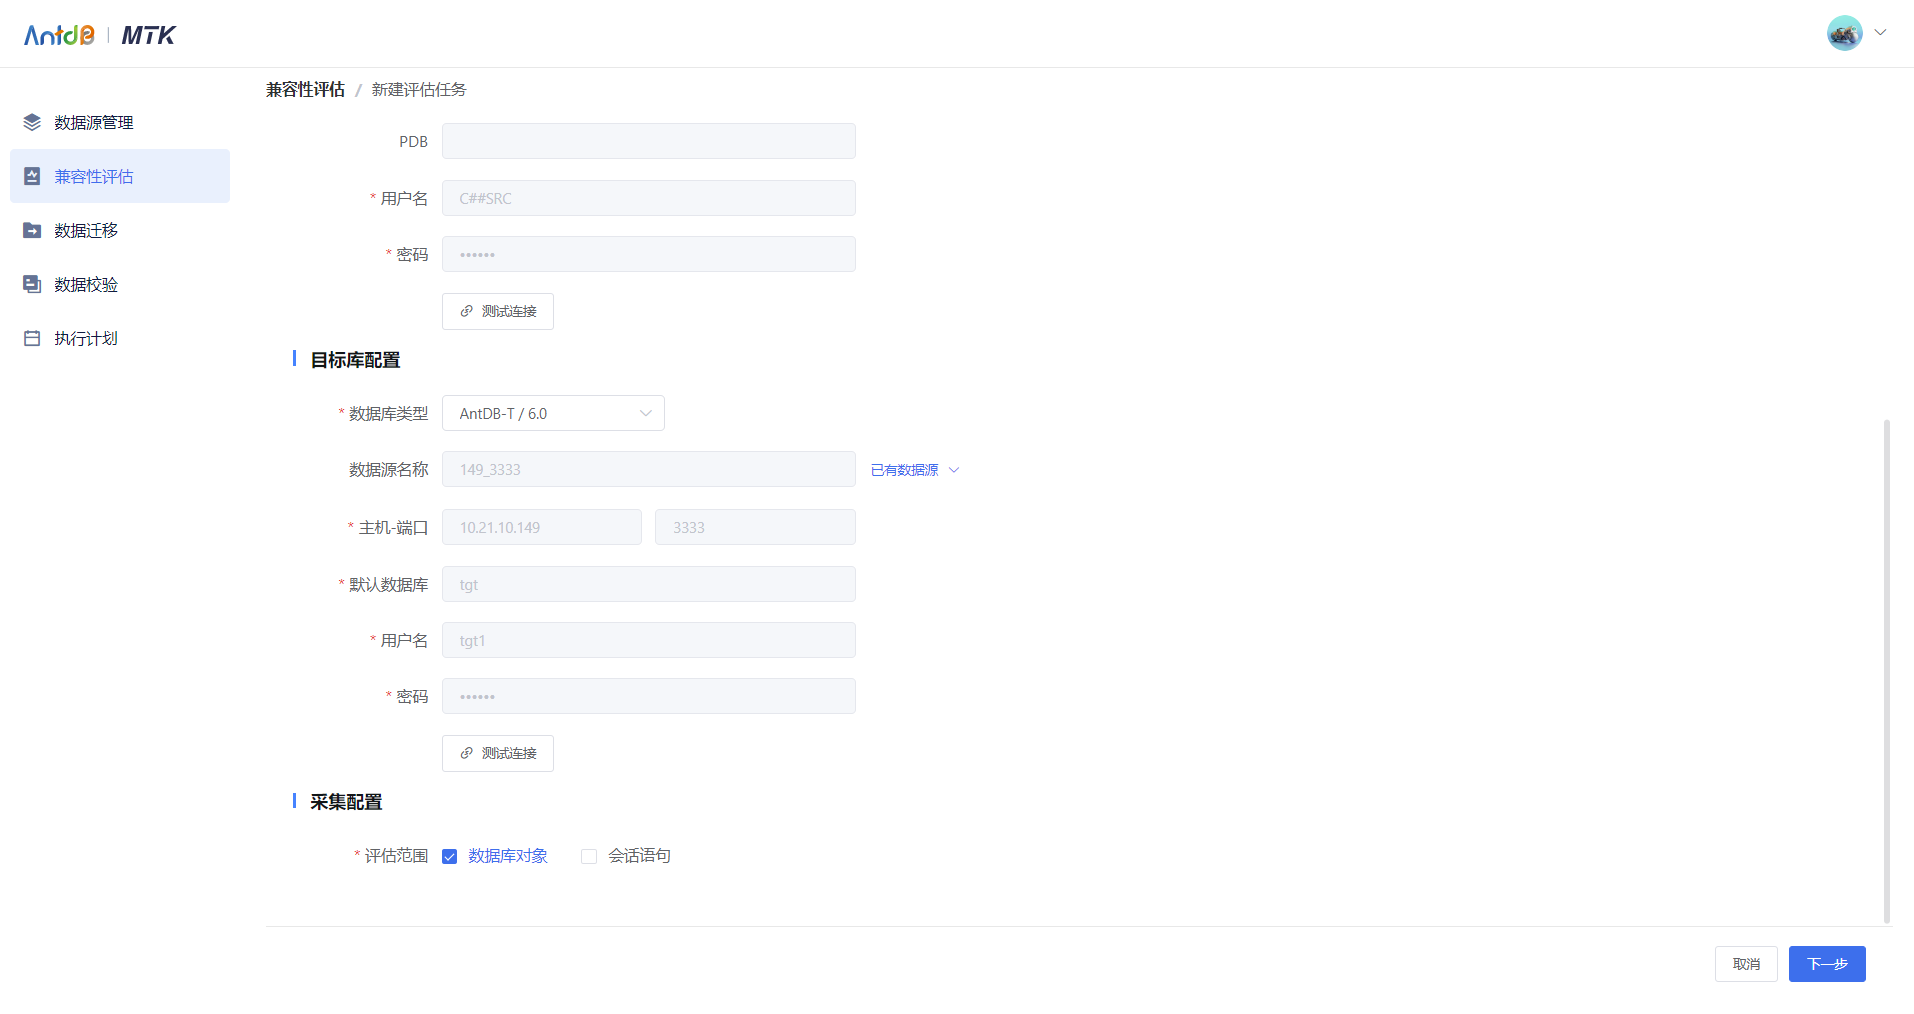 AntdB | MTK
数据源管理
兼容性评估
数据迁移
数据校验
执行计划
兼容性评估 / 新建评估任务
PDB
* 用户名 C##SRC
* 密码 ••••••
测试连接
目标库配置
* 数据库类型 AntDB-T / 6.0
数据源名称 149_3333 已有数据源
* 主机-端口 10.21.10.149 3333
* 默认数据库 tgt
* 用户名 tgt1
* 密码 ••••••
测试连接
采集配置
* 评估范围 数据库对象 会话语句
取消 下一步